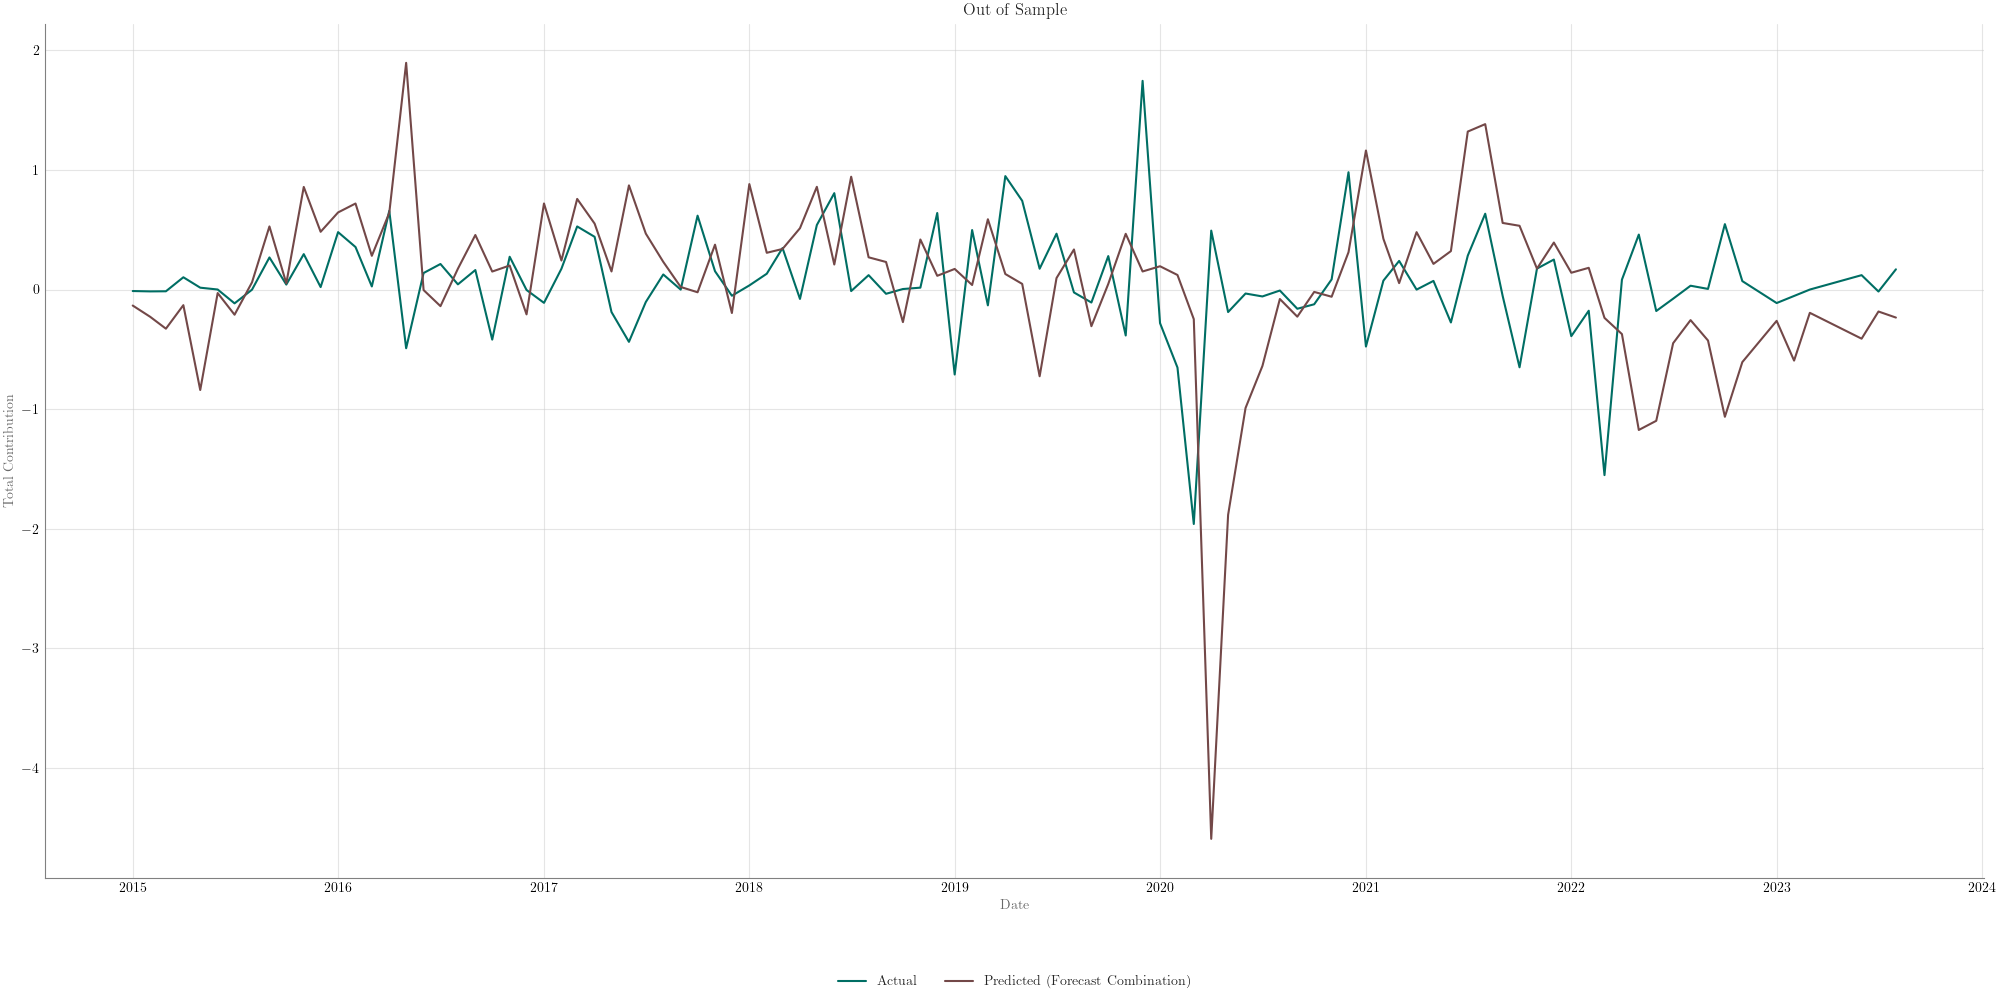 Out of Sample
Total Contribution
2
1
0
−1
−2
−3
−4
2015 2016 2017 2018 2019 2020 2021 2022 2023 2024
Date
Actual Predicted (Forecast Combination)